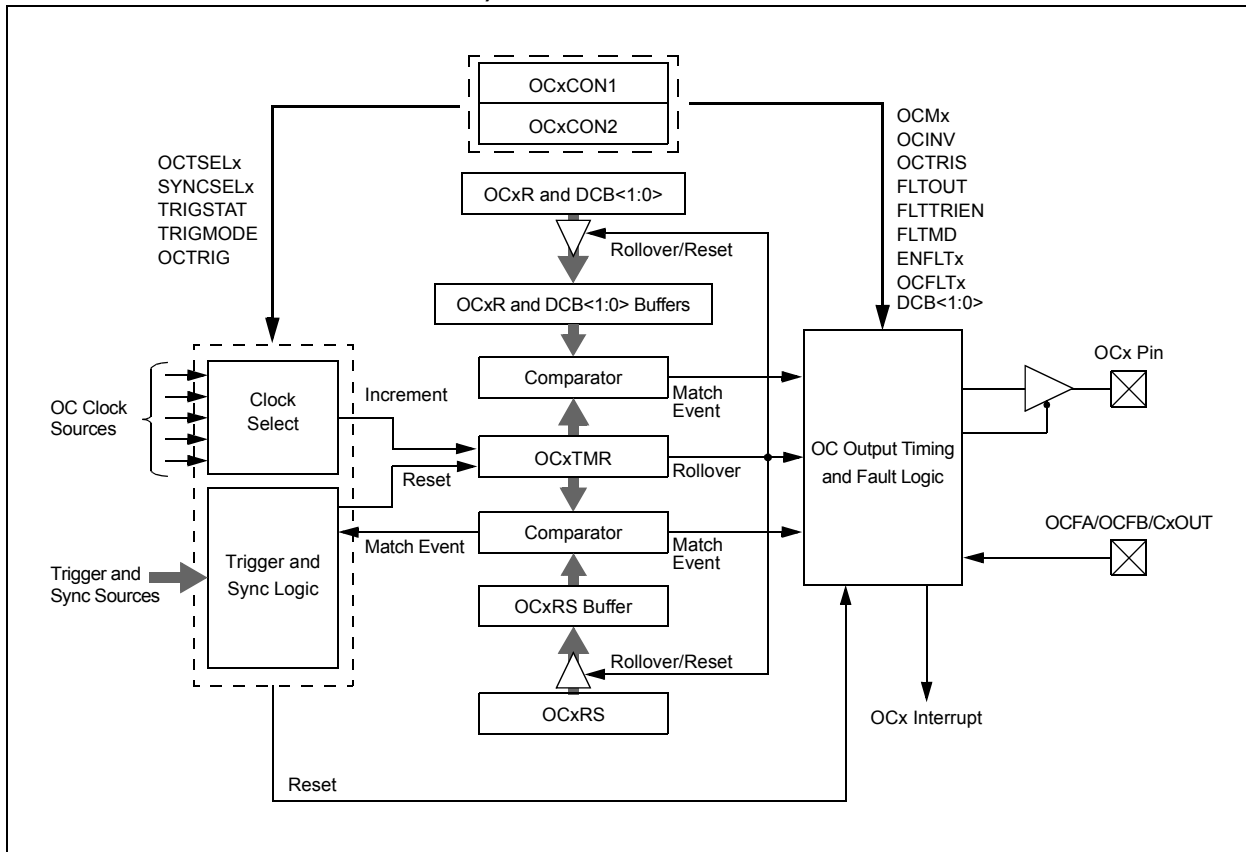 OCxCON1
OCxCON2
OCTSELx
SYNCSELx
TRIGSTAT
TRIGMODE
OCTRIG
OCMx
OCINV
OCTRIS
FLTOUT
FLTTRIEN
FLTMD
ENFLTx
OCFLTx
DCB<1:0>
OCxR and DCB<1:0>
Rollover/Reset
OCxR and DCB<1:0> Buffers
Comparator
Match
Event
OC Clock
Sources
Clock
Select
Increment
OCxTMR
Rollover
Reset
Comparator
Match Event
Match
Event
Trigger and
Sync Sources
Trigger and
Sync Logic
OCxRS Buffer
Rollover/Reset
OCxRS
OC Output Timing
and Fault Logic
OCx Pin
OCFA/OCFB/CxOUT
OCx Interrupt
Reset